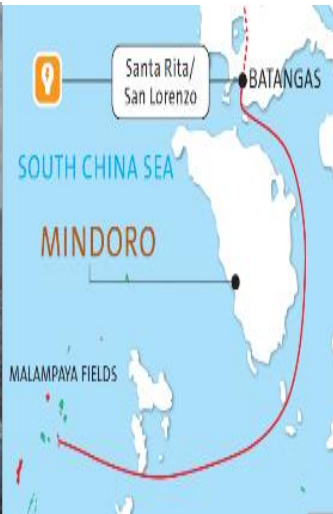 Santa Rita/
San Lorenzo
BATANGAS
SOUTH CHINA SEA
MINDORO
MALAMPAYA FIELDS